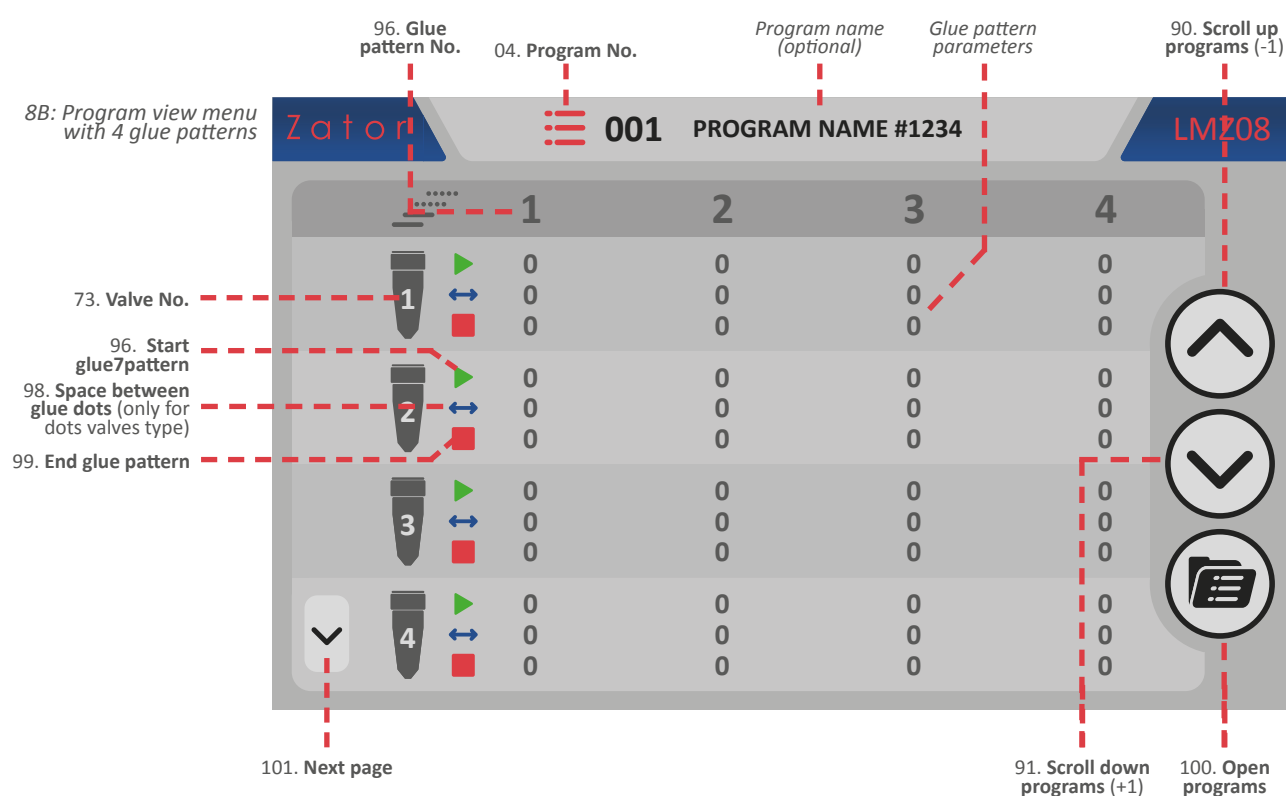 96. Glue
pattern No.
04. Program No.
Program name
(optional)
Glue pattern
parameters
90. Scroll up
programs (-1)
8B: Program view menu
with 4 glue patterns
Zator
001 PROGRAM NAME #1234
LMZ08
1 2 3 4
73. Valve No.
1
0 0 0 0
0 0 0 0
0 0 0 0
96. Start
glue7pattern
98. Space between
glue dots (only for
dots valves type)
99. End glue pattern
2
0 0 0 0
0 0 0 0
0 0 0 0
3
0 0 0 0
0 0 0 0
0 0 0 0
4
0 0 0 0
0 0 0 0
0 0 0 0
101. Next page
91. Scroll down
programs (+1)
100. Open
programs